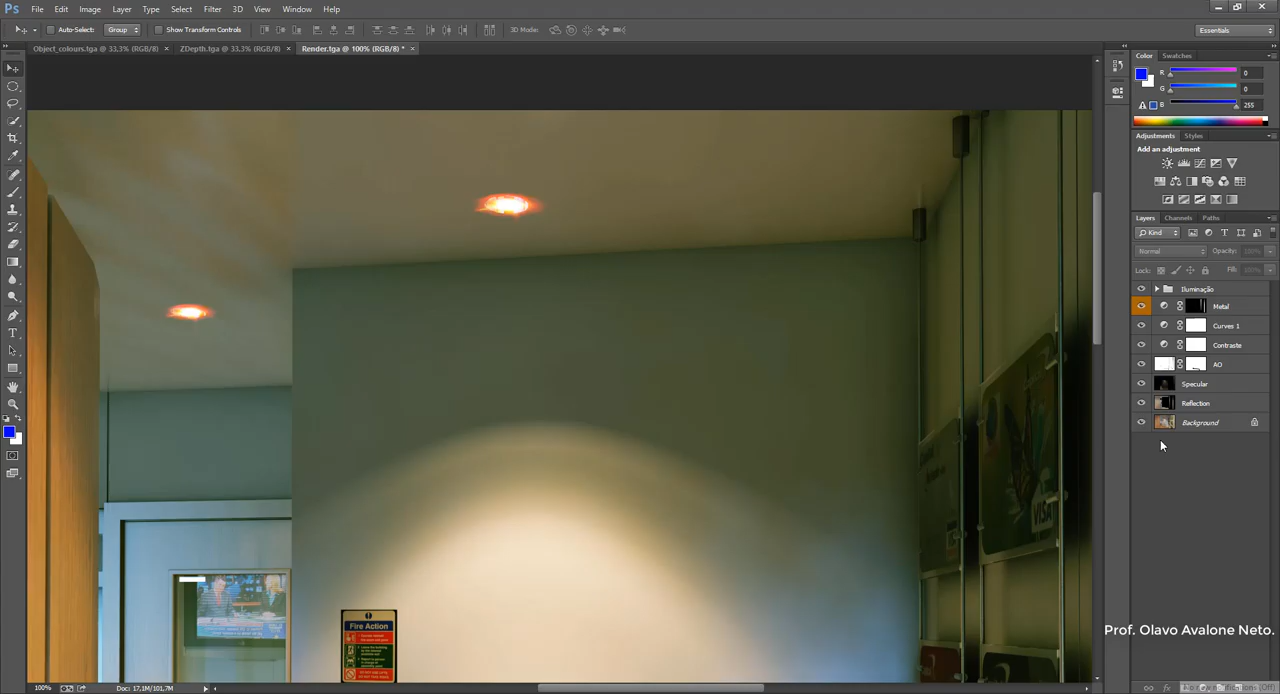 Ps File Edit Image Layer Type Select Filter 3D View Window Help
Auto-Select: Group Show Transform Controls 3D Mode: Essentials
Object_colours.tga @ 33,3% (RGB/8) × ZDepth.tga @ 33,3% (RGB/8) × Render.tga @ 100% (RGB/8) * ×
Color Swatches
R 0
G 0
B 255
Adjustments Styles
Add an adjustment
Layers Channels Paths
Kind
Normal Opacity: 100%
Lock: Fill:
Iluminação
Metal
Curves 1
Contraste
AO
Specular
Reflection
Background
VISA
Fire Action
Prof. Olavo Avalone Neto.
100% Doc: 17,1M/101,7M